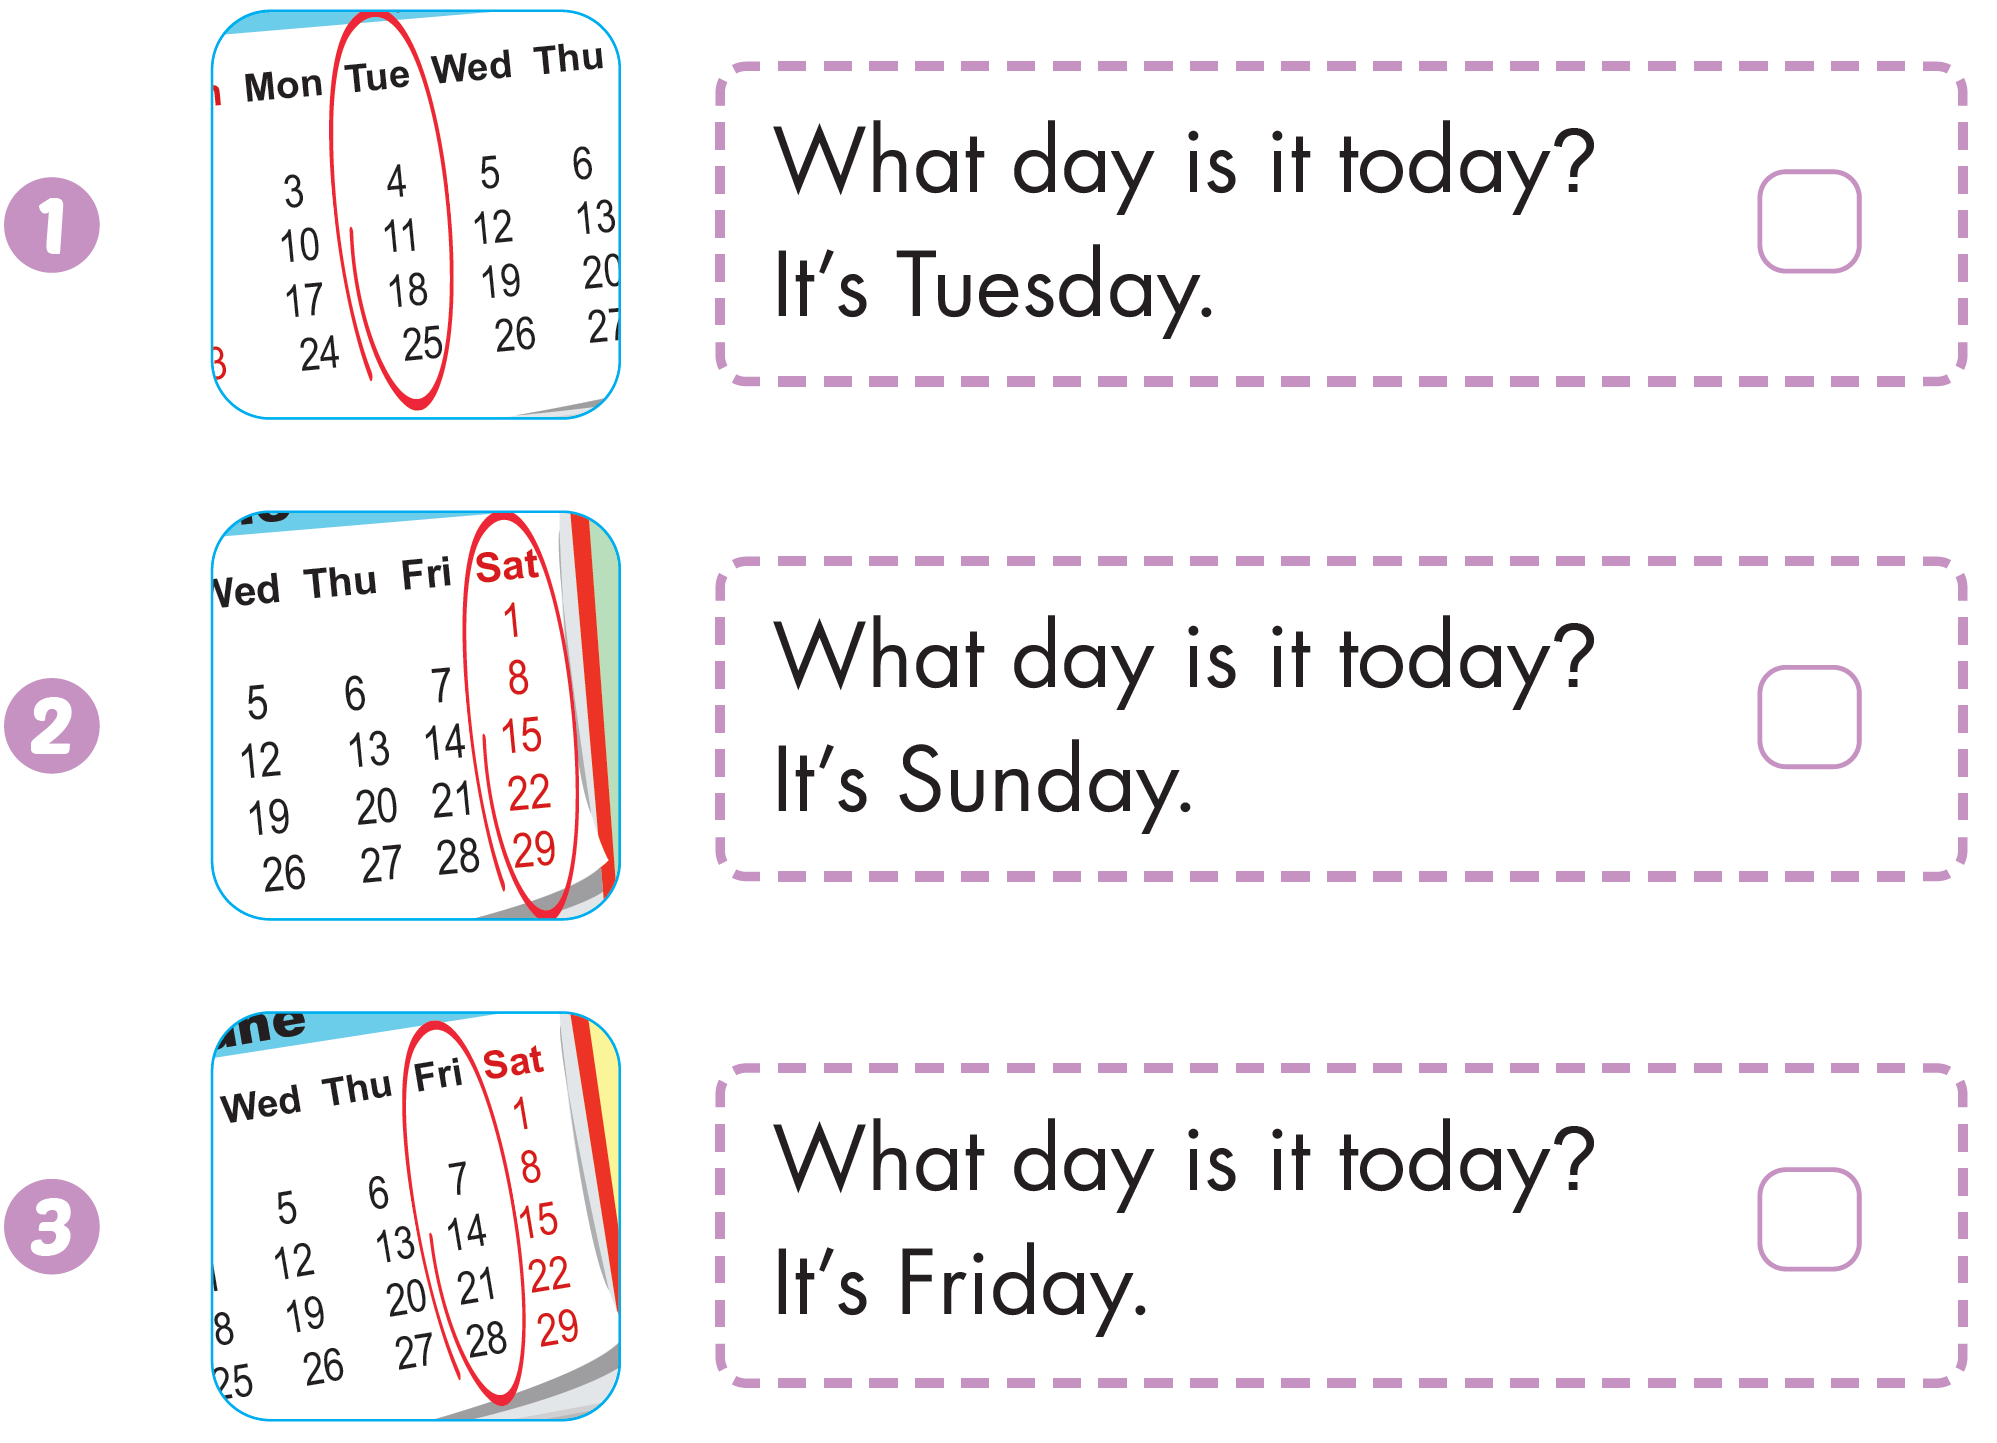 1
Mon Tue Wed Thu
3 4 5 6
10 11 12 13
17 18 19 20
24 25 26 27
What day is it today?
It's Tuesday.
2
Wed Thu Fri Sat
1
5 6 7 8
12 13 14 15
19 20 21 22
26 27 28 29
What day is it today?
It's Sunday.
3
Wed Thu Fri Sat
1
5 6 7 8
12 13 14 15
19 20 21 22
25 26 27 28 29
What day is it today?
It's Friday.